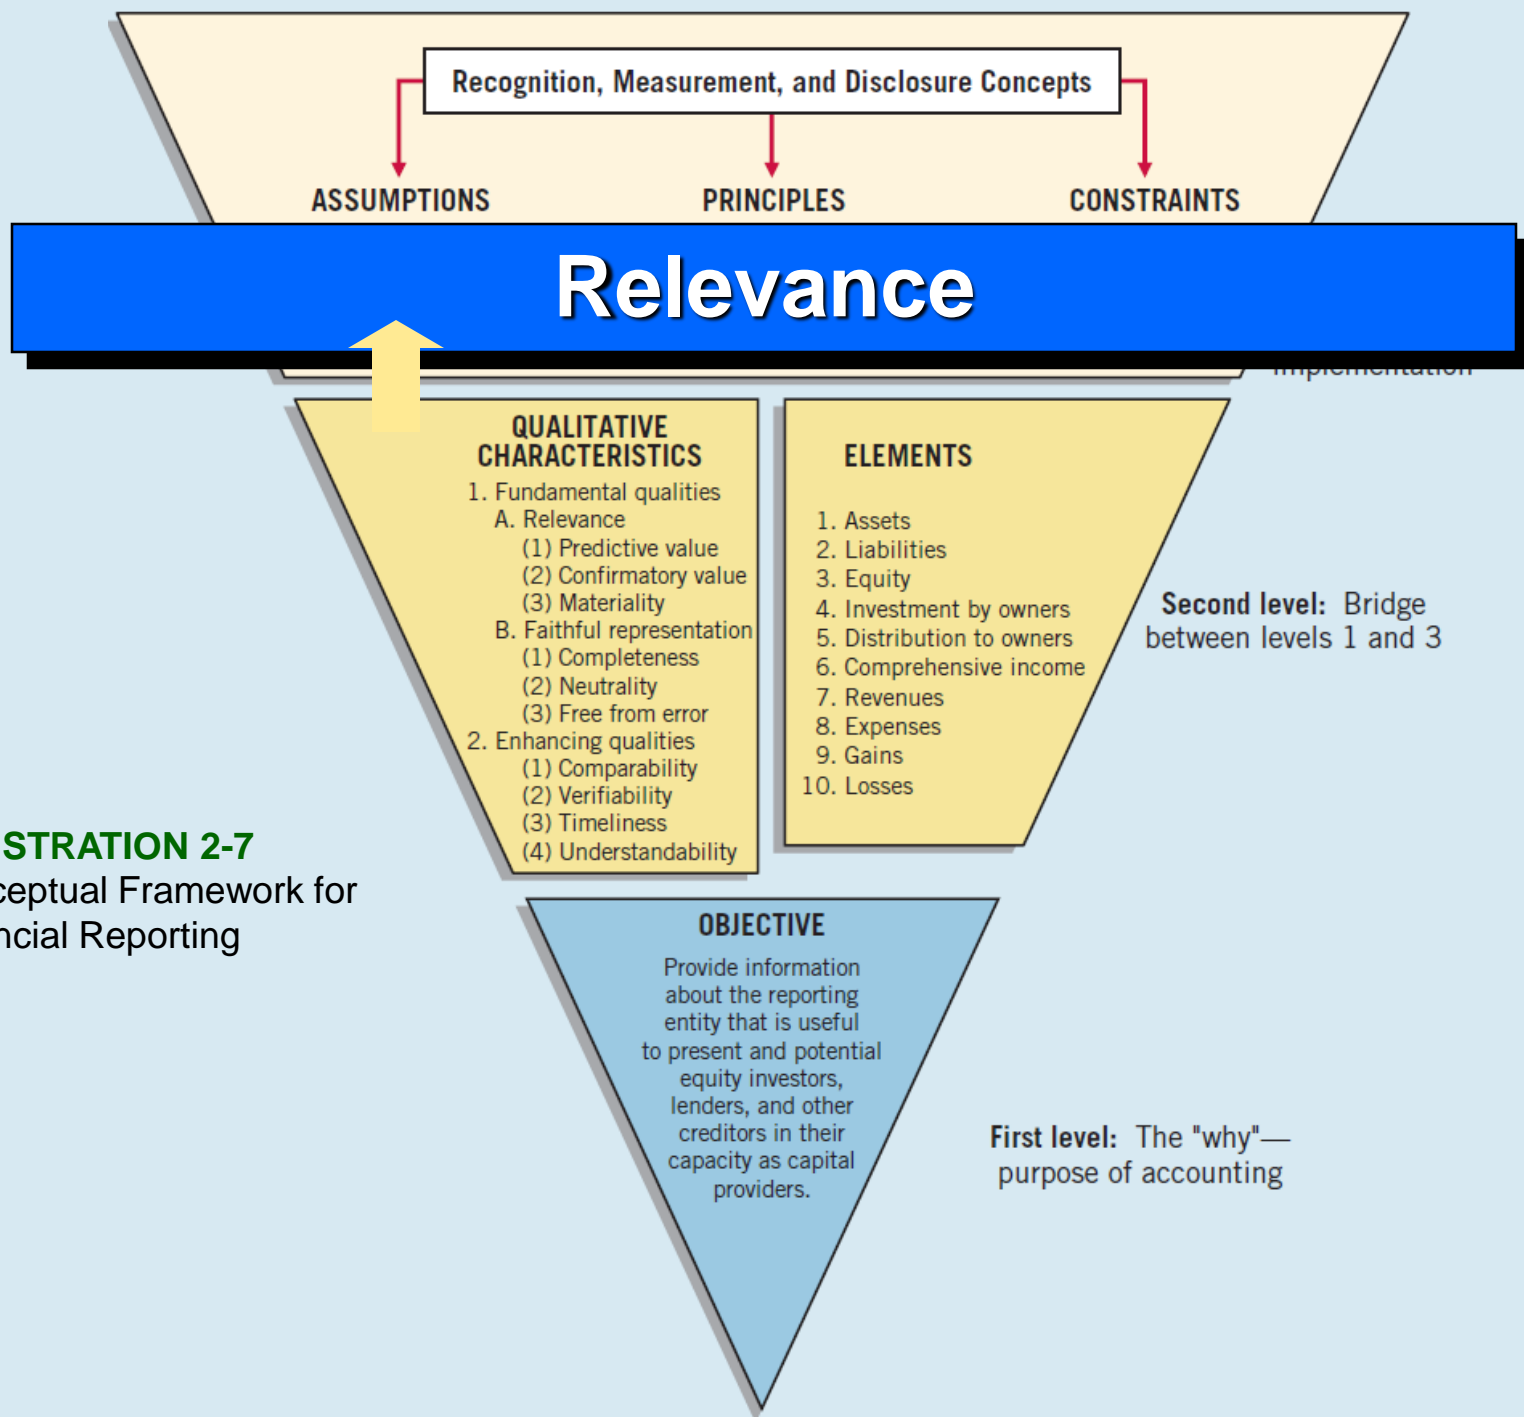 Recognition, Measurement, and Disclosure Concepts
ASSUMPTIONS
PRINCIPLES
CONSTRAINTS
Relevance
implementation
QUALITATIVE
CHARACTERISTICS
1. Fundamental qualities
A. Relevance
(1) Predictive value
(2) Confirmatory value
(3) Materiality
B. Faithful representation
(1) Completeness
(2) Neutrality
(3) Free from error
2. Enhancing qualities
(1) Comparability
(2) Verifiability
(3) Timeliness
(4) Understandability
ELEMENTS
1. Assets
2. Liabilities
3. Equity
4. Investment by owners
5. Distribution to owners
6. Comprehensive income
7. Revenues
8. Expenses
9. Gains
10. Losses
Second level: Bridge
between levels 1 and 3
STRATION 2-7
ceptual Framework for
ncial Reporting
OBJECTIVE
Provide information
about the reporting
entity that is useful
to present and potential
equity investors,
lenders, and other
creditors in their
capacity as capital
providers.
First level: The "why"—
purpose of accounting